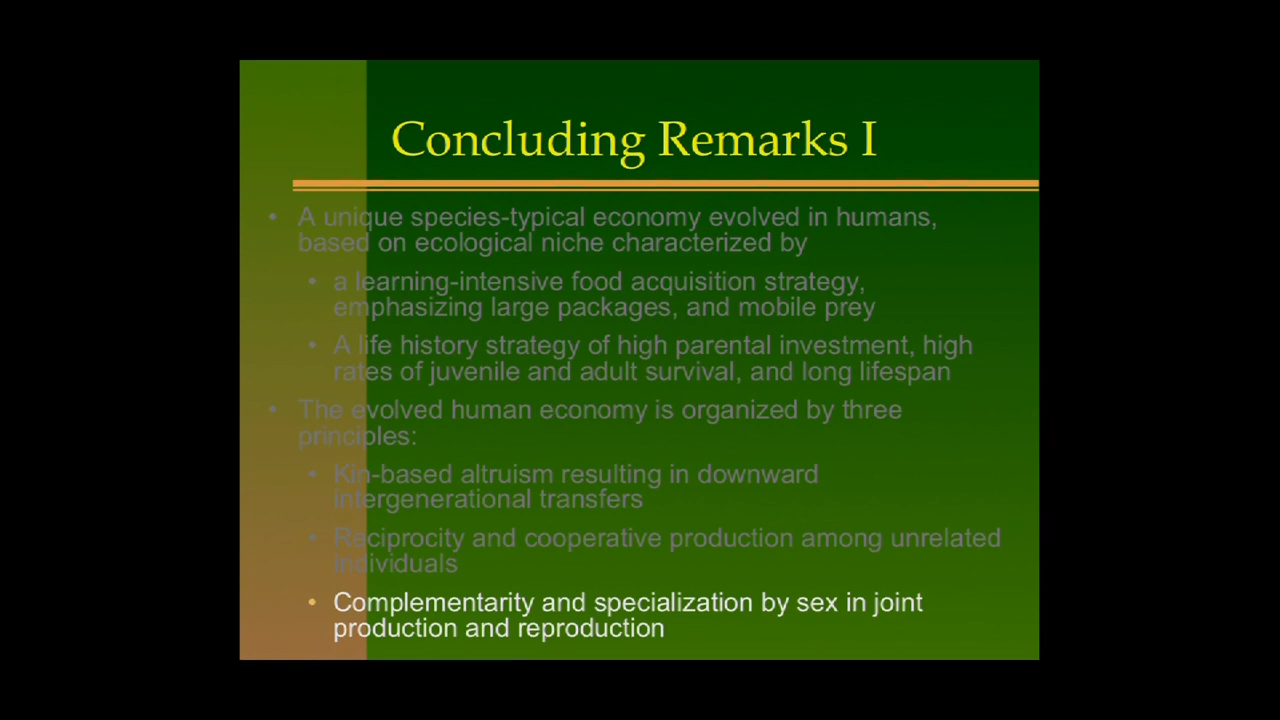 Concluding Remarks I
• A unique species-typical economy evolved in humans,
based on ecological niche characterized by
• a learning-intensive food acquisition strategy,
emphasizing large packages, and mobile prey
• A life history strategy of high parental investment, high
rates of juvenile and adult survival, and long lifespan
• The evolved human economy is organized by three
principles:
• Kin-based altruism resulting in downward
intergenerational transfers
• Reciprocity and cooperative production among unrelated
individuals
• Complementarity and specialization by sex in joint
production and reproduction